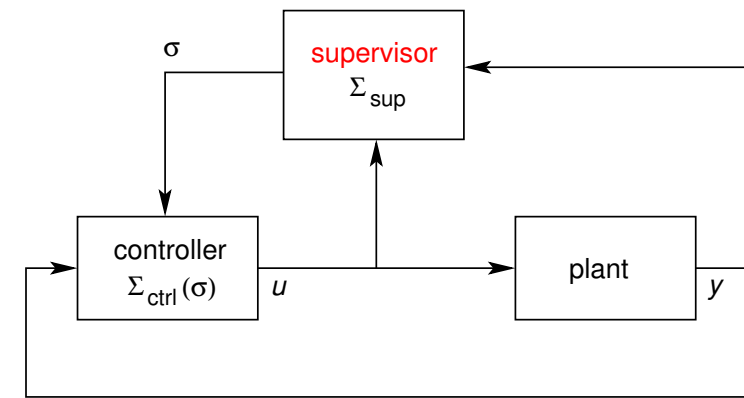 σ
supervisor
Σsup
controller
Σctrl(σ)
u
plant
y